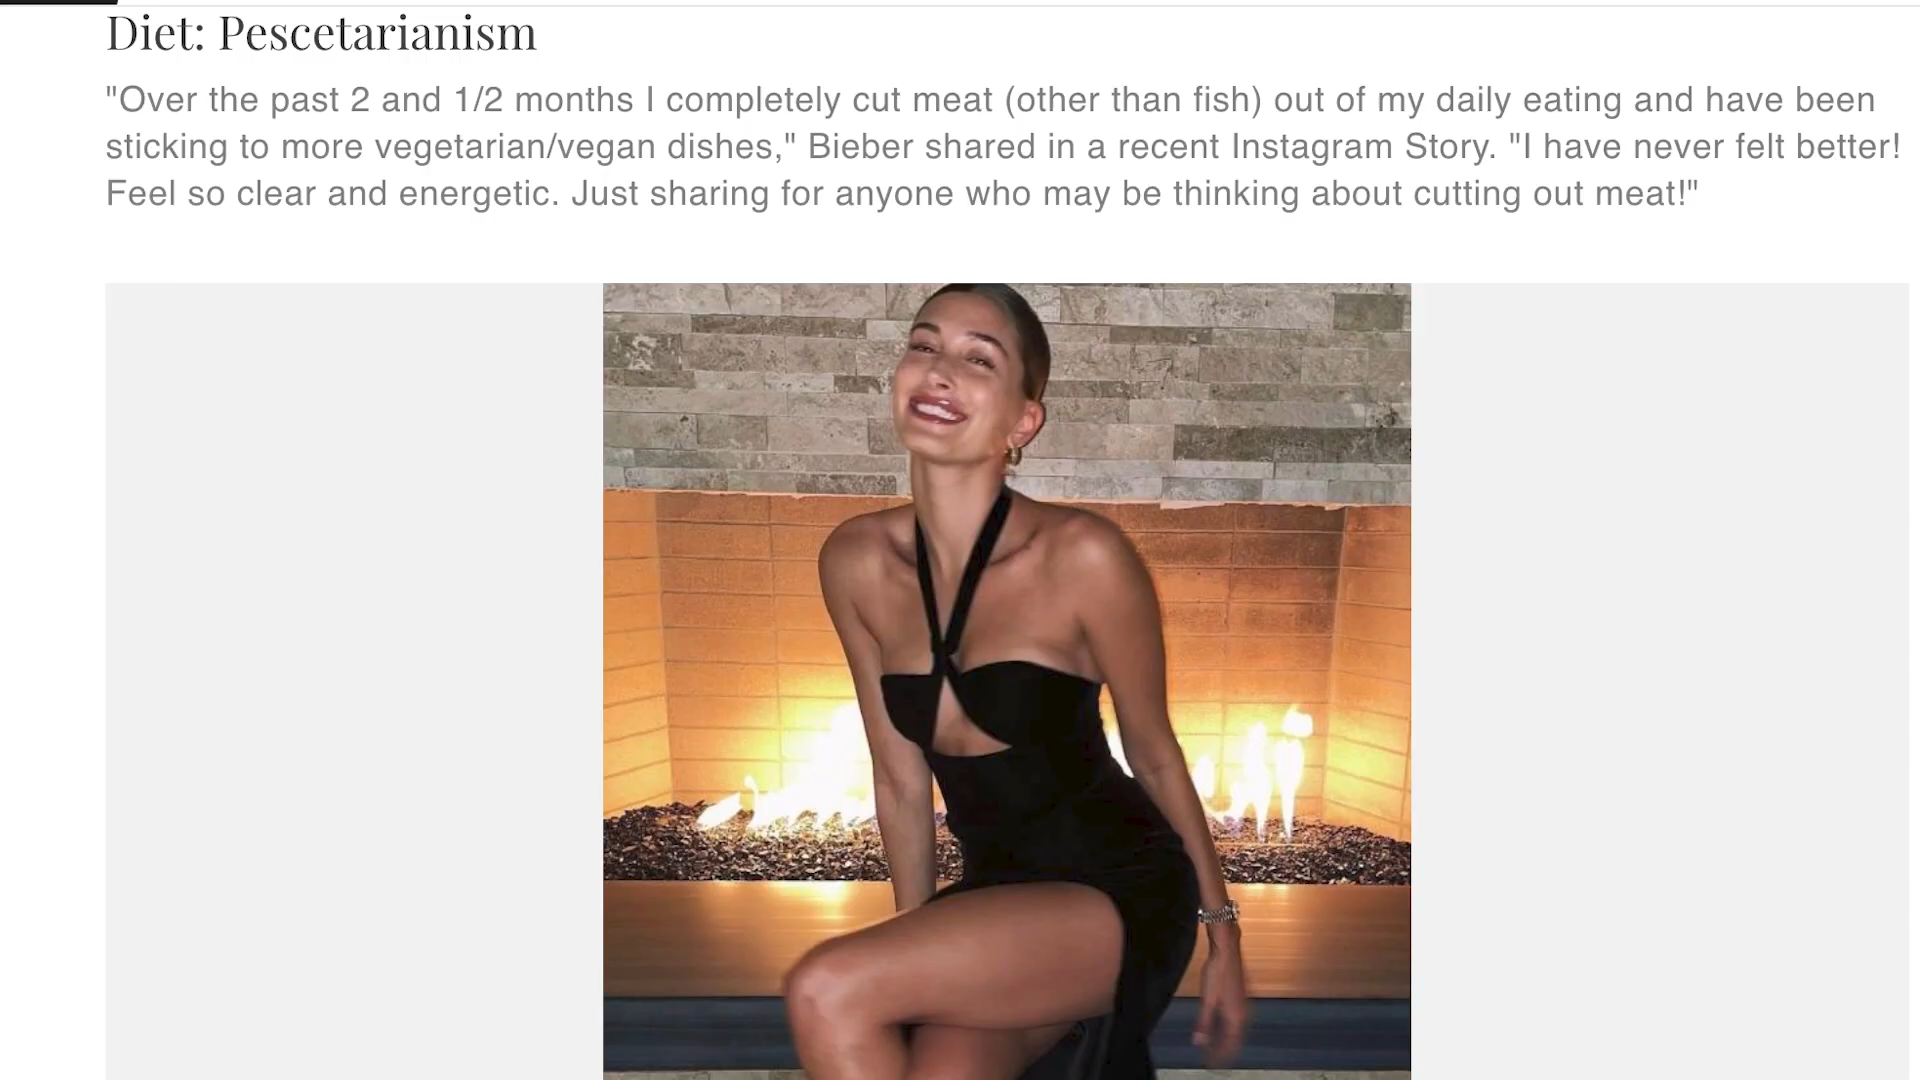 Diet: Pescetarianism
"Over the past 2 and 1/2 months I completely cut meat (other than fish) out of my daily eating and have been
sticking to more vegetarian/vegan dishes," Bieber shared in a recent Instagram Story. "I have never felt better!
Feel so clear and energetic. Just sharing for anyone who may be thinking about cutting out meat!"